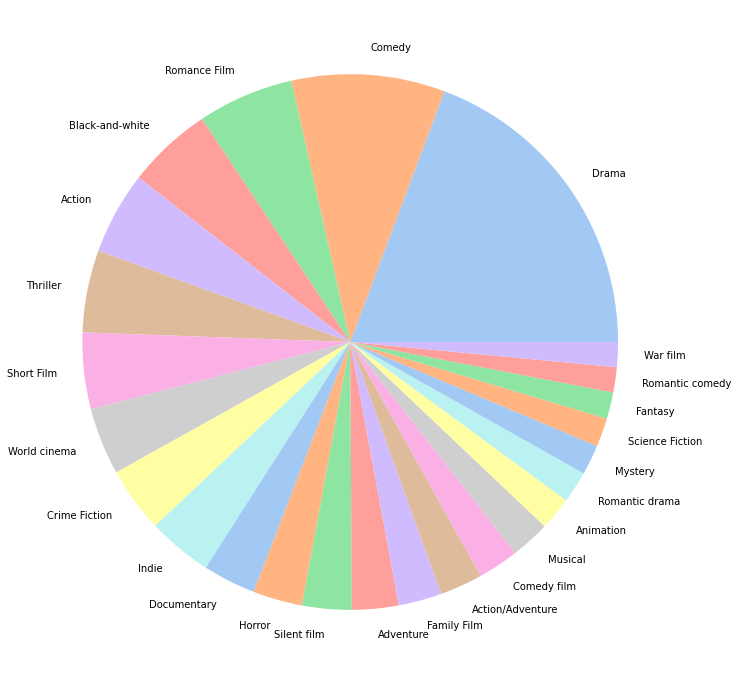 Comedy
Romance Film
Black-and-white
Drama
Action
Thriller
War film
Short Film
Romantic comedy
Fantasy
Science Fiction
World cinema
Mystery
Romantic drama
Crime Fiction
Animation
Musical
Indie
Comedy film
Documentary
Action/Adventure
Horror
Family Film
Silent film
Adventure